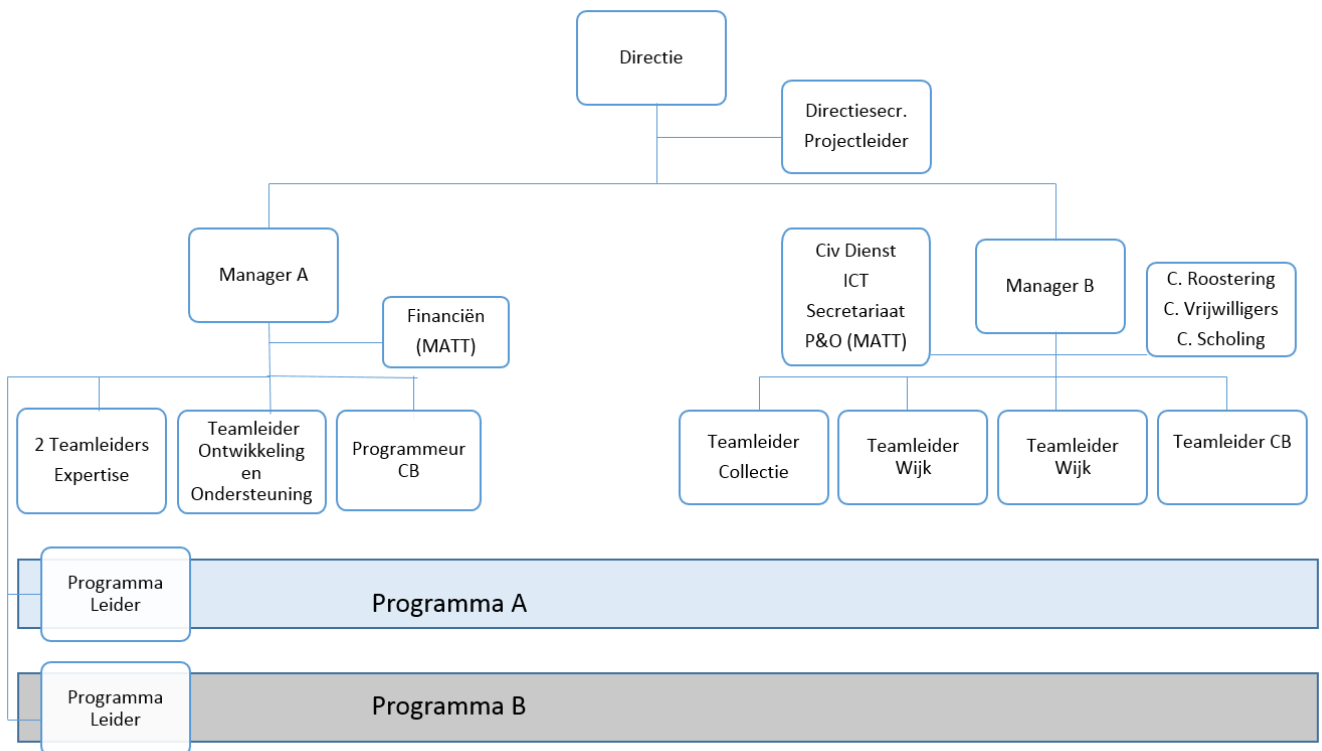 Directie
Directiesecr.
Projectleider
Manager A
Financiën
(MATT)
Civ Dienst
ICT
Secretariaat
P&O (MATT)
Manager B
C. Roostering
C. Vrijwilligers
C. Scholing
2 Teamleiders
Expertise
Teamleider
Ontwikkeling
en
Ondersteuning
Programmeur
CB
Teamleider
Collectie
Teamleider
Wijk
Teamleider
Wijk
Teamleider CB
Programma
Leider
Programma A
Programma
Leider
Programma B